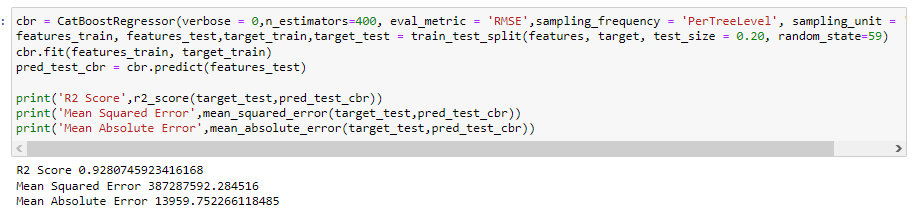 : cbr = CatBoostRegressor(verbose = 0,n_estimators=400, eval_metric = 'RMSE',sampling_frequency = 'PerTreeLevel', sampling_unit =
features_train, features_test,target_train,target_test = train_test_split(features, target, test_size = 0.20, random_state=59)
cbr.fit(features_train, target_train)
pred_test_cbr = cbr.predict(features_test)
print('R2 Score',r2_score(target_test,pred_test_cbr))
print('Mean Squared Error',mean_squared_error(target_test,pred_test_cbr))
print('Mean Absolute Error',mean_absolute_error(target_test,pred_test_cbr))
R2 Score 0.9280745923416168
Mean Squared Error 387287592.284516
Mean Absolute Error 13959.752266118485